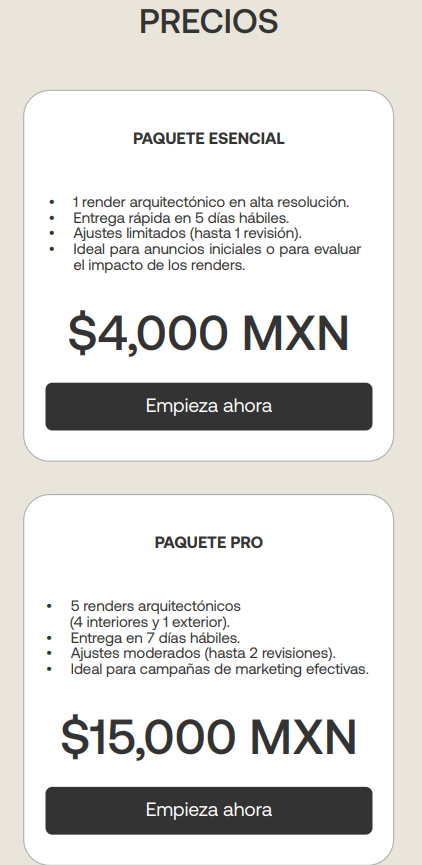 PRECIOS
PAQUETE ESENCIAL
• 1 render arquitectónico en alta resolución.
• Entrega rápida en 5 días hábiles.
• Ajustes limitados (hasta 1 revisión).
• Ideal para anuncios iniciales o para evaluar
el impacto de los renders.
$4,000 MXN
Empieza ahora
PAQUETE PRO
• 5 renders arquitectónicos
(4 interiores y 1 exterior).
• Entrega en 7 días hábiles.
• Ajustes moderados (hasta 2 revisiones).
• Ideal para campañas de marketing efectivas.
$15,000 MXN
Empieza ahora